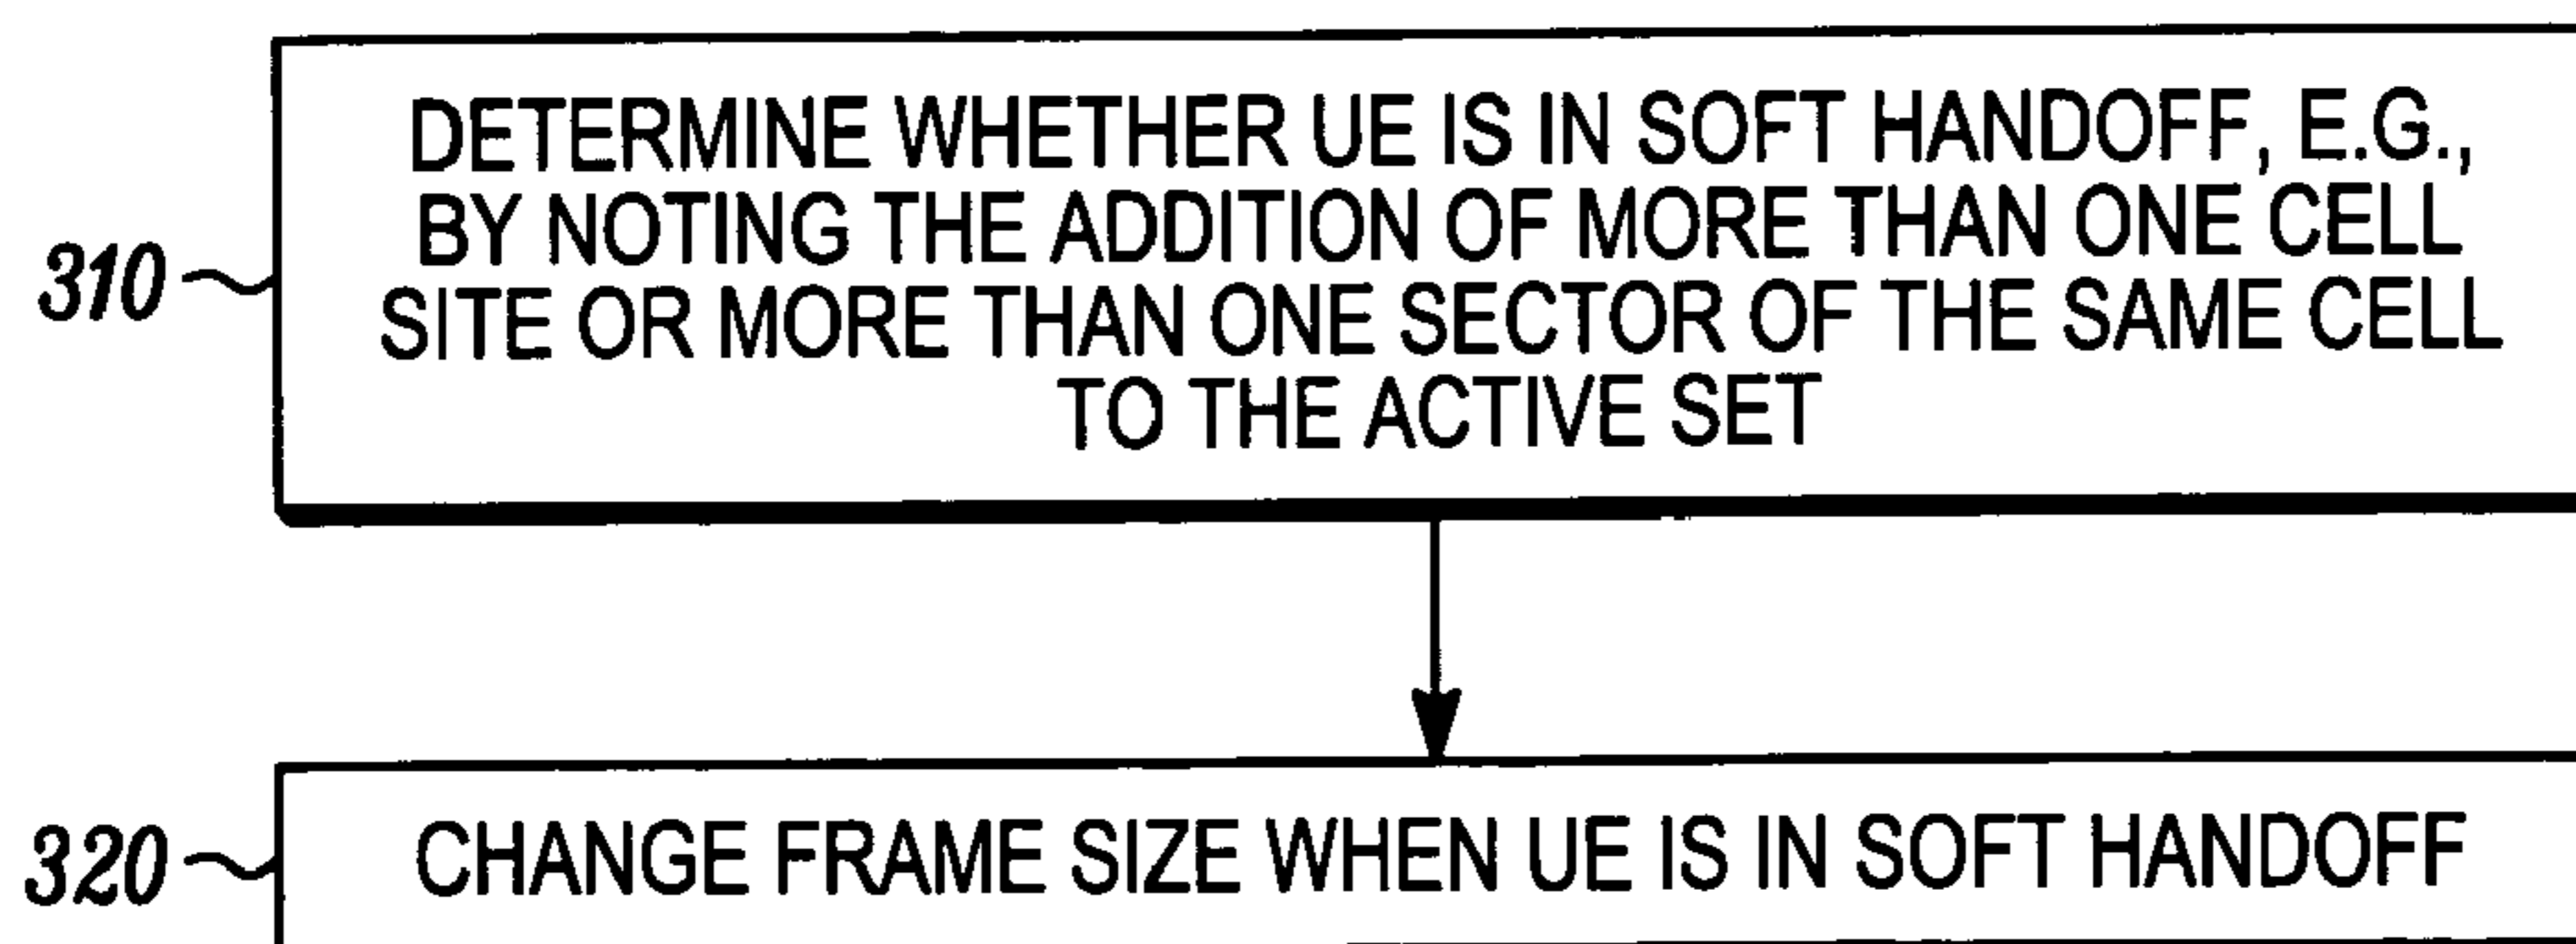 DETERMINE WHETHER UE IS IN SOFT HANDOFF, E.G.,
BY NOTING THE ADDITION OF MORE THAN ONE CELL
310
SITE OR MORE THAN ONE SECTOR OF THE SAME CELL
TO THE ACTIVE SET
320
CHANGE FRAME SIZE WHEN UE IS IN SOFT HANDOFF